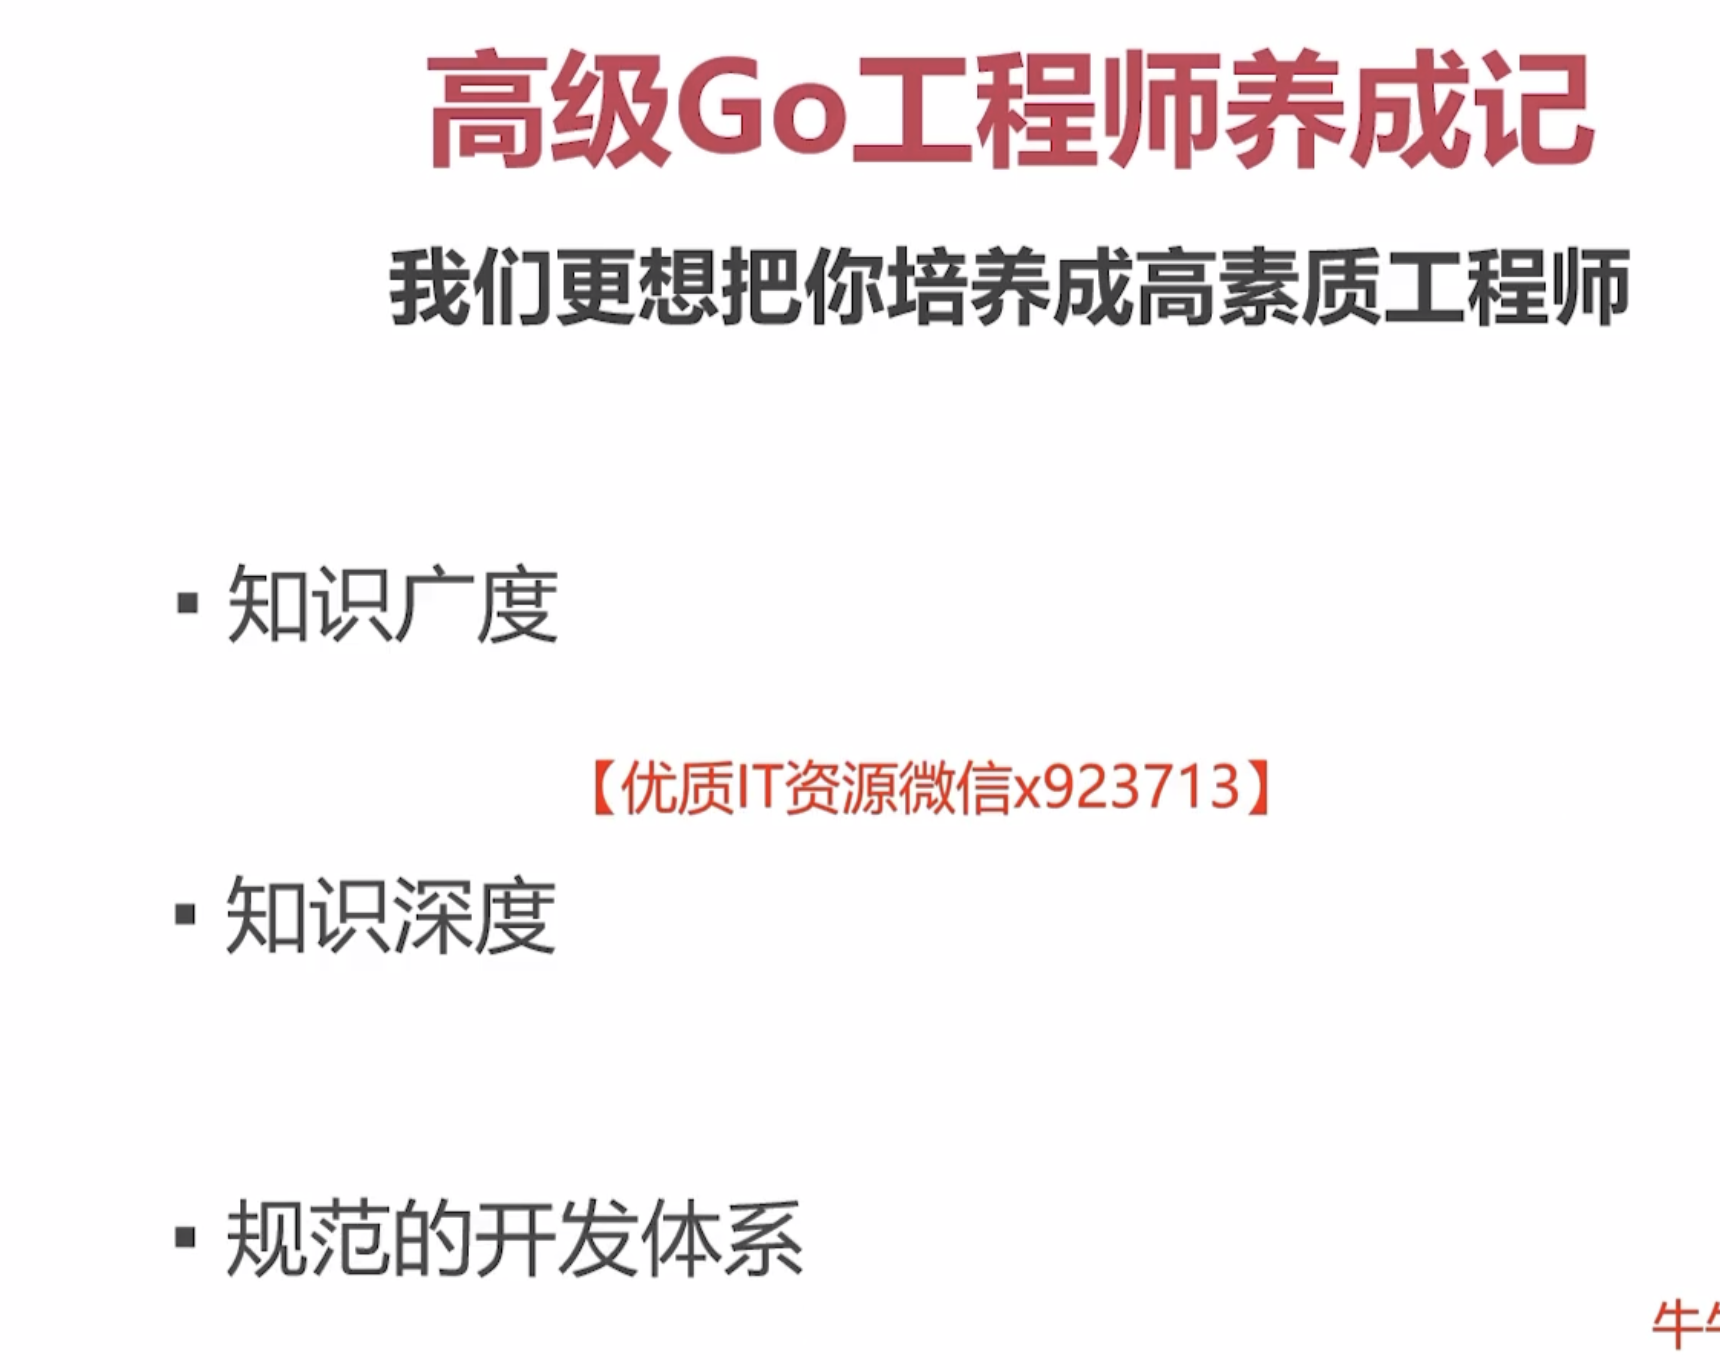 高级Go工程师养成记
我们更想把你培养成高素质工程师
▪ 知识广度
【优质IT资源微信x923713】
▪ 知识深度
▪ 规范的开发体系
牛